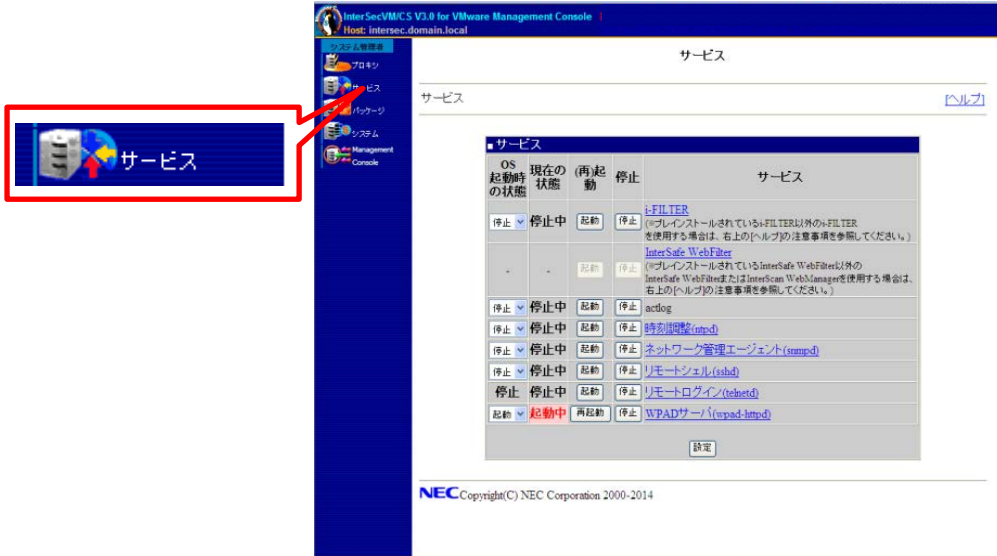 InterSecVM/CS V3.0 for VMware Management Console
Host: intersec.domain.local
システム管理者
プロキシ
サービス
パッケージ
システム
Management
Console
サービス
サービス
サービス
[ヘルプ]
■サービス
OS
起動時
の状態
現在の
状態
(再)起
動
停止
サービス
停止 停止中 起動 停止
i-FILTER
(※プレインストールされているi-FILTER以外のi-FILTER
を使用する場合は、右上の[ヘルプ]の注意事項を参照してください。)
- - 起動 停止
InterSafe WebFilter
(※プレインストールされているInterSafe WebFilter以外の
InterSafe WebFilterまたはInterScan WebManagerを使用する場合は、
右上の[ヘルプ]の注意事項を参照してください。)
停止 停止中 起動 停止 actlog
停止 停止中 起動 停止 時刻調整(ntpd)
停止 停止中 起動 停止 ネットワーク管理エージェント(snmpd)
停止 停止中 起動 停止 リモートシェル(sshd)
停止 停止中 起動 停止 リモートログイン(telnetd)
起動 起動中 再起動 停止 WPADサーバ(wpad-httpd)
設定
NEC Copyright(C) NEC Corporation 2000-2014